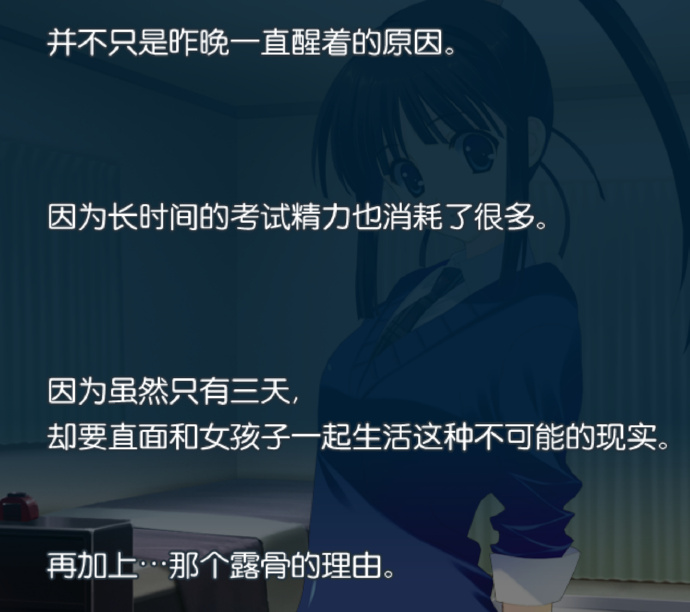 并不只是昨晚一直醒着的原因。
因为长时间的考试精力也消耗了很多。
因为虽然只有三天,
却要直面和女孩子一起生活这种不可能的现实。
再加上…那个露骨的理由。